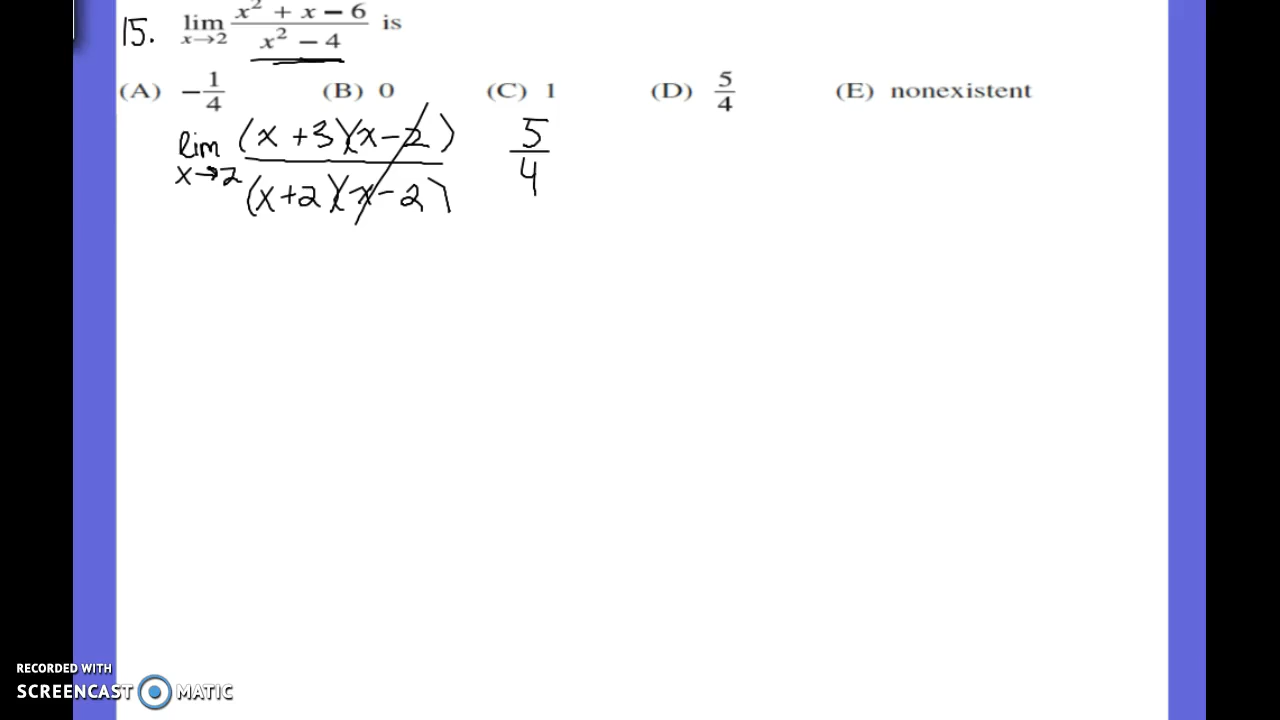 15. lim x→2 x² + x − 6 / x² − 4 is
(A) −1/4 (B) 0 (C) 1 (D) 5/4 (E) nonexistent
lim x→2 (x+3)(x−2) / (x+2)(x−2) 5/4
RECORDED WITH
SCREENCAST MATIC